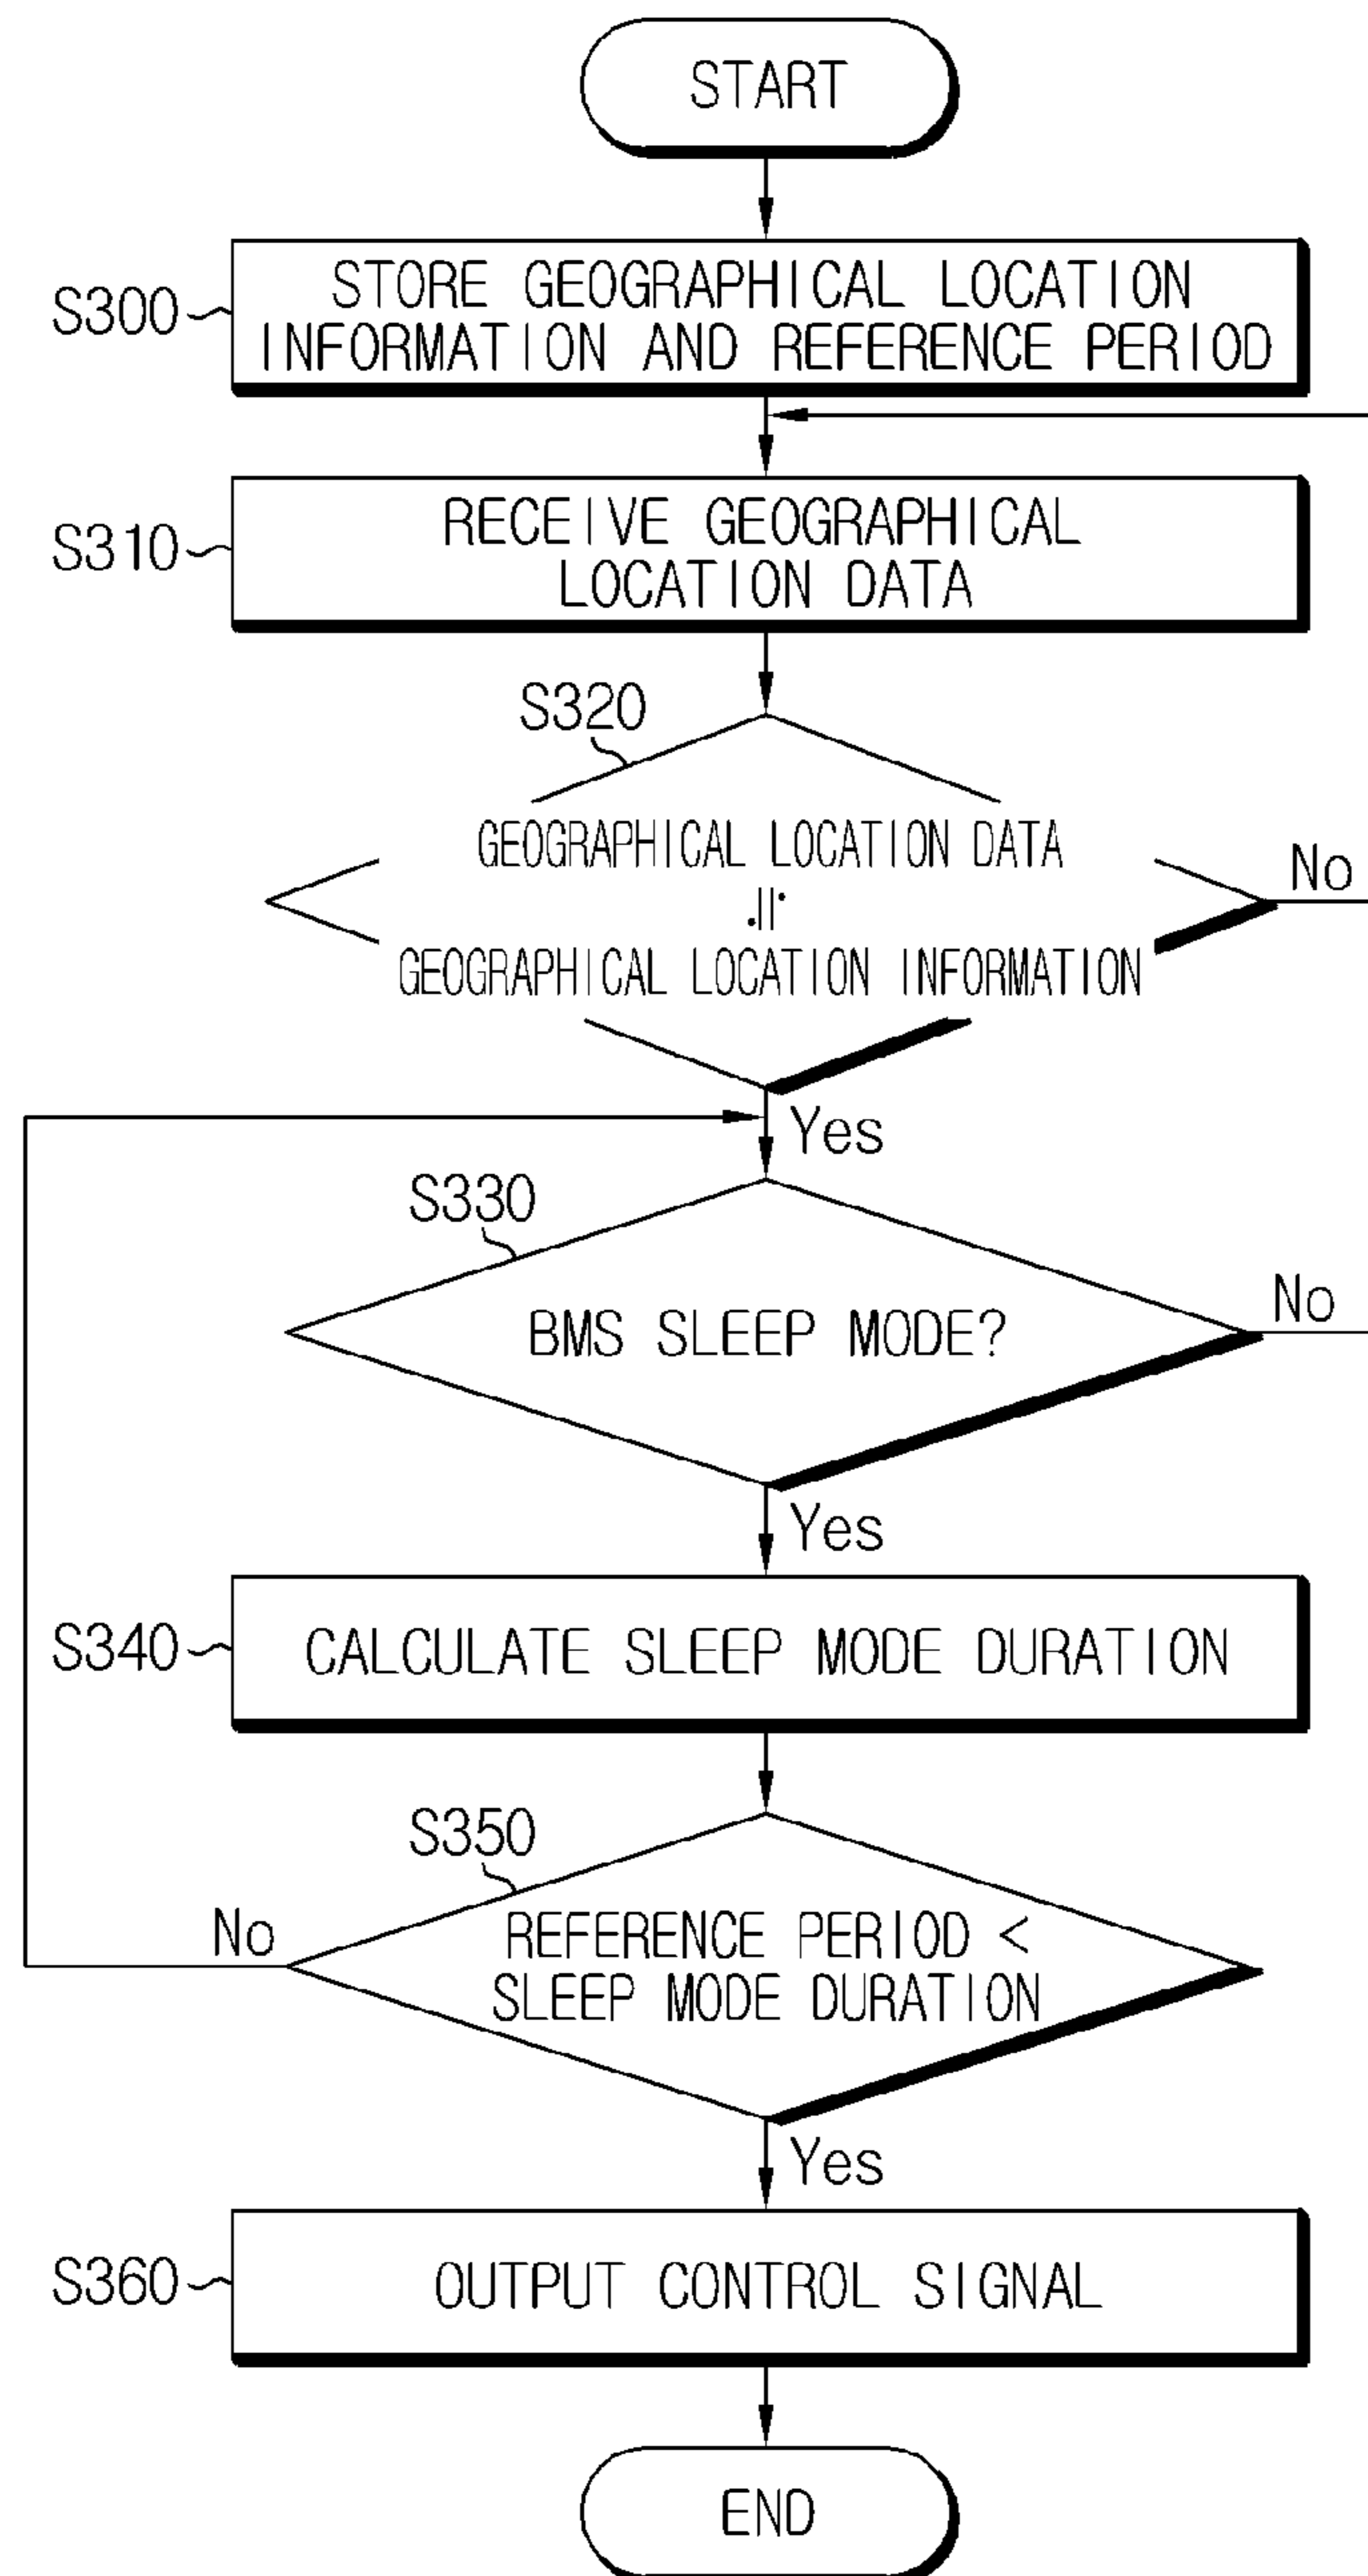 START
S300
STORE GEOGRAPHICAL LOCATION
INFORMATION AND REFERENCE PERIOD
S310
RECEIVE GEOGRAPHICAL
LOCATION DATA
S320
GEOGRAPHICAL LOCATION DATA
≒
GEOGRAPHICAL LOCATION INFORMATION
No
Yes
S330
BMS SLEEP MODE?
No
Yes
S340
CALCULATE SLEEP MODE DURATION
S350
No
REFERENCE PERIOD <
SLEEP MODE DURATION
Yes
S360
OUTPUT CONTROL SIGNAL
END